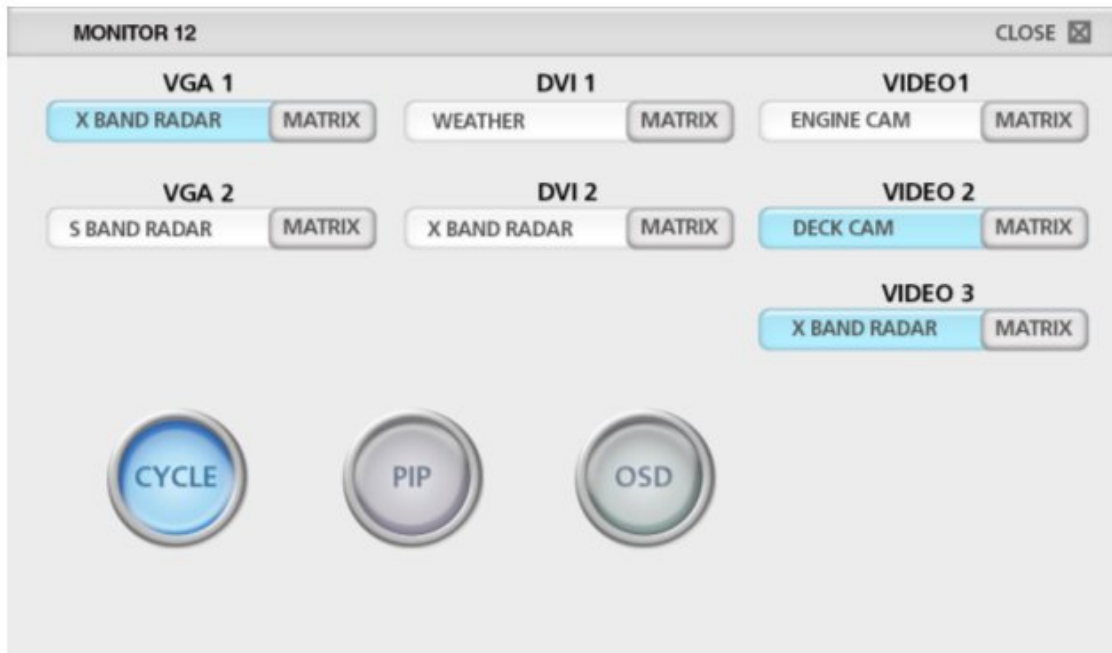 MONITOR 12 CLOSE
VGA 1 DVI 1 VIDEO1
X BAND RADAR MATRIX WEATHER MATRIX ENGINE CAM MATRIX
VGA 2 DVI 2 VIDEO 2
S BAND RADAR MATRIX X BAND RADAR MATRIX DECK CAM MATRIX
VIDEO 3
X BAND RADAR MATRIX
CYCLE PIP OSD